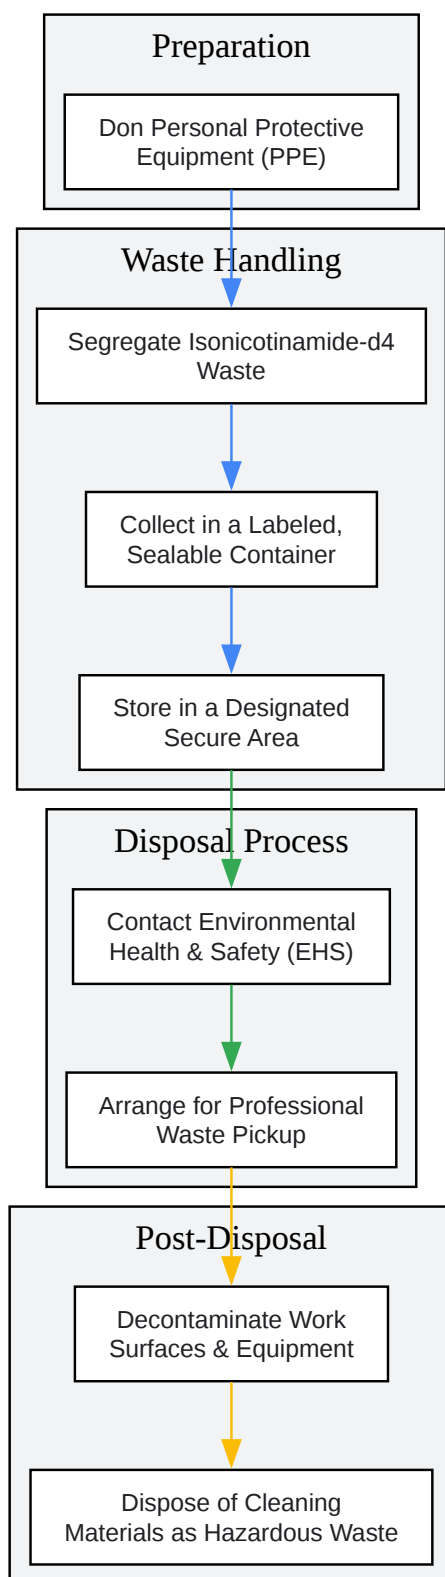 Preparation
Don Personal Protective
Equipment (PPE)
Waste Handling
Segregate Isonicotinamide-d4
Waste
Collect in a Labeled,
Sealable Container
Store in a Designated
Secure Area
Disposal Process
Contact Environmental
Health & Safety (EHS)
Arrange for Professional
Waste Pickup
Post-Disposal
Decontaminate Work
Surfaces & Equipment
Dispose of Cleaning
Materials as Hazardous Waste